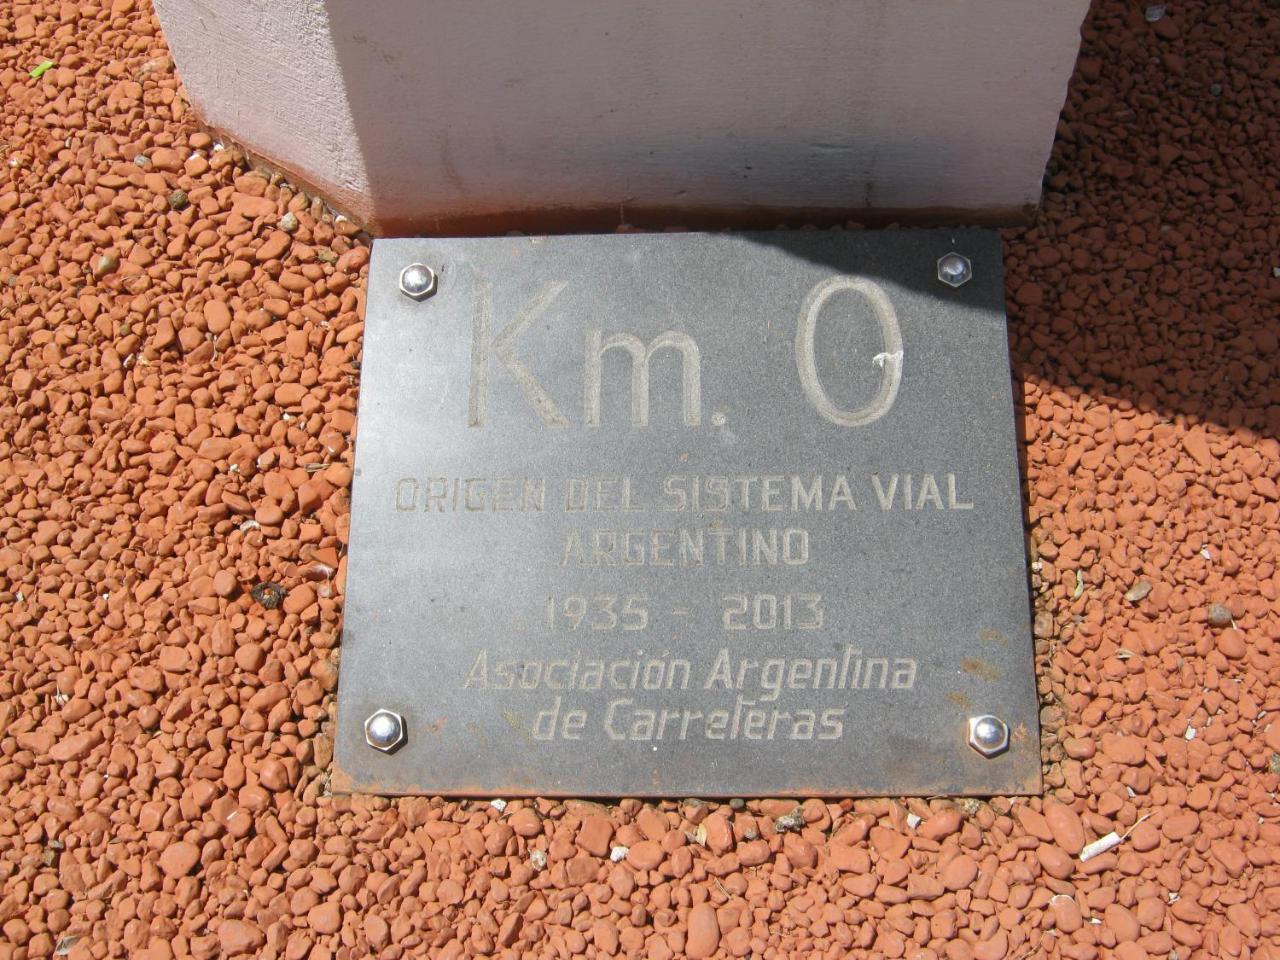 Km. 0
ORIGEN DEL SISTEMA VIAL
ARGENTINO
1935 - 2013
Asociación Argentina
de Carreteras